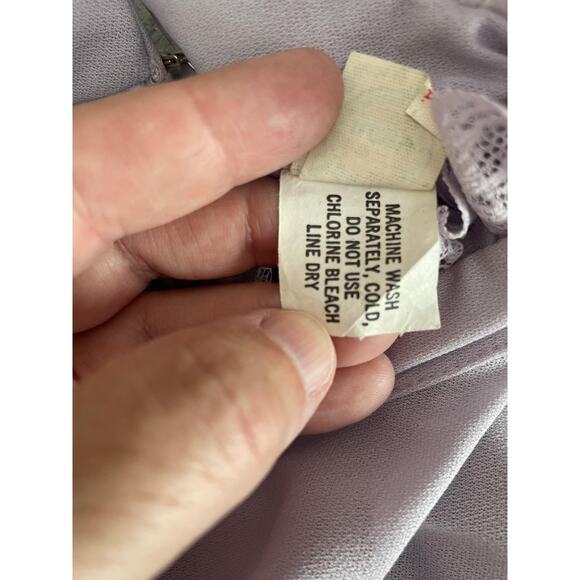 MACHINE WASH
SEPARATELY, COLD,
DO NOT USE
CHLORINE BLEACH
LINE DRY